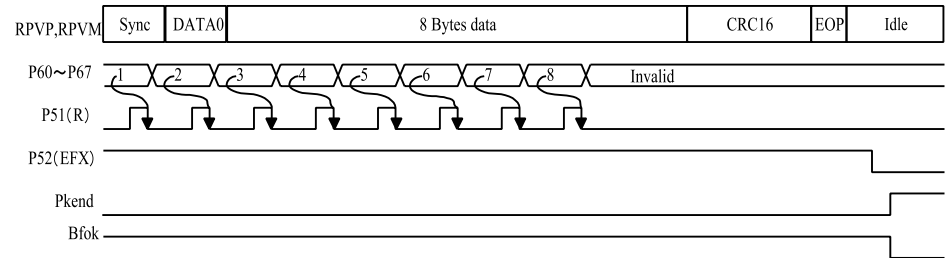 RPVP,RPVM Sync DATA0 8 Bytes data CRC16 EOP Idle
P60~P67 1 2 3 4 5 6 7 8 Invalid
P51(R)
P52(EFX)
Pkend
Bfok